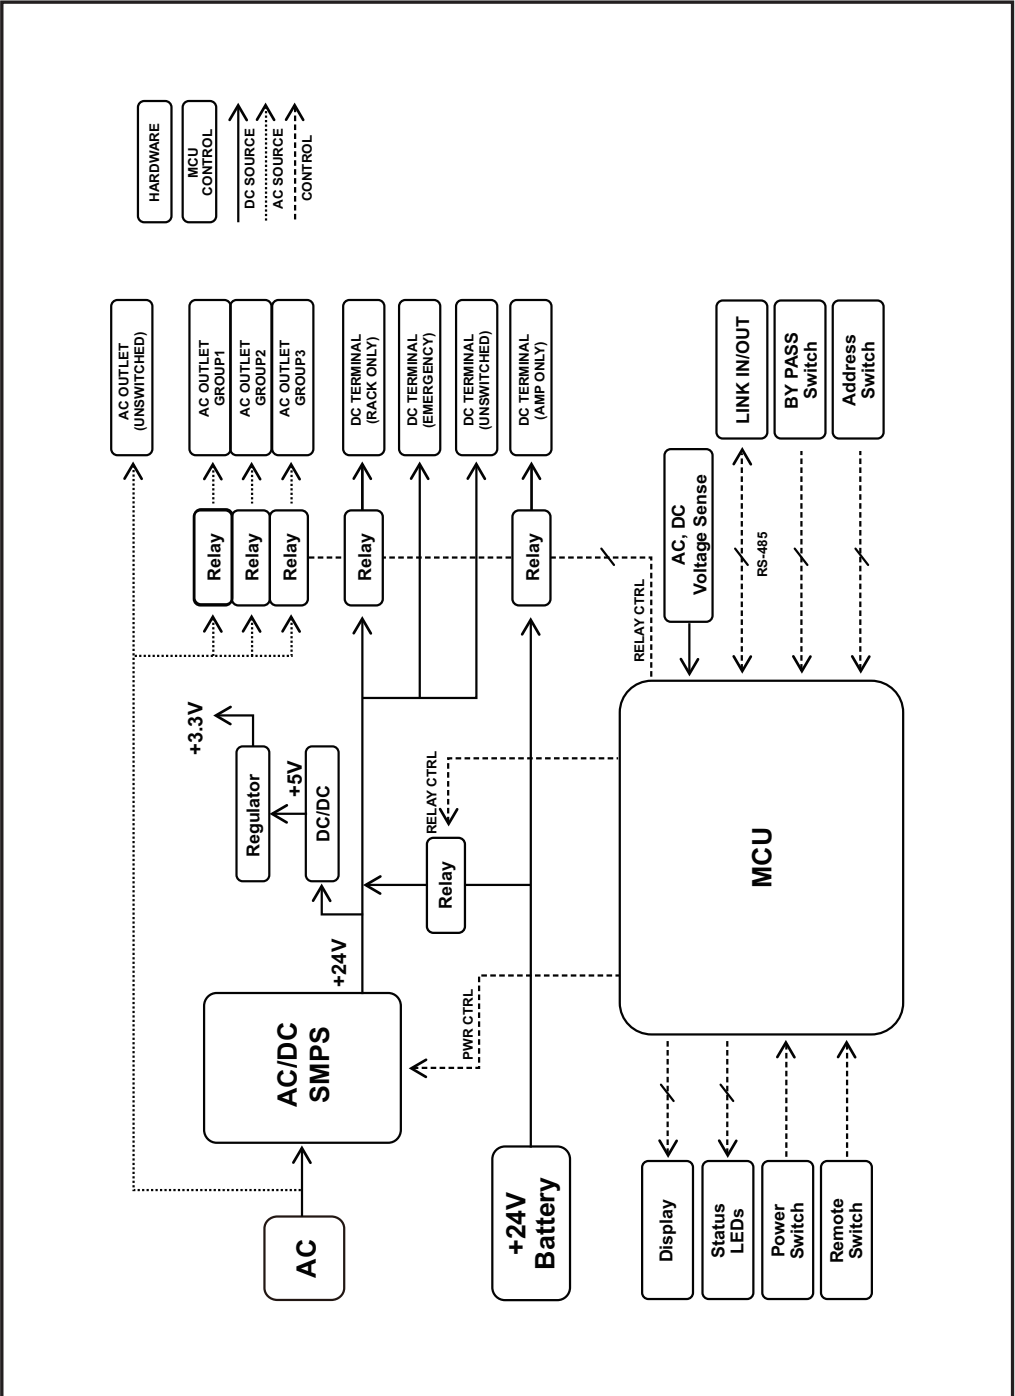 HARDWARE
MCU
CONTROL
DC SOURCE
AC SOURCE
CONTROL
AC OUTLET
(UNSWITCHED)
AC OUTLET
GROUP1
AC OUTLET
GROUP2
AC OUTLET
GROUP3
DC TERMINAL
(RACK ONLY)
DC TERMINAL
(EMERGENCY)
DC TERMINAL
(UNSWITCHED)
DC TERMINAL
(AMP ONLY)
LINK IN/OUT
BY PASS
Switch
Address
Switch
Relay
Relay
Relay
Relay
Relay
AC, DC
Voltage Sense
RS-485
RELAY CTRL
+3.3V
Regulator
+5V
DC/DC
RELAY CTRL
Relay
MCU
+24V
AC/DC
SMPS
PWR CTRL
AC
+24V
Battery
Display
Status
LEDs
Power
Switch
Remote
Switch